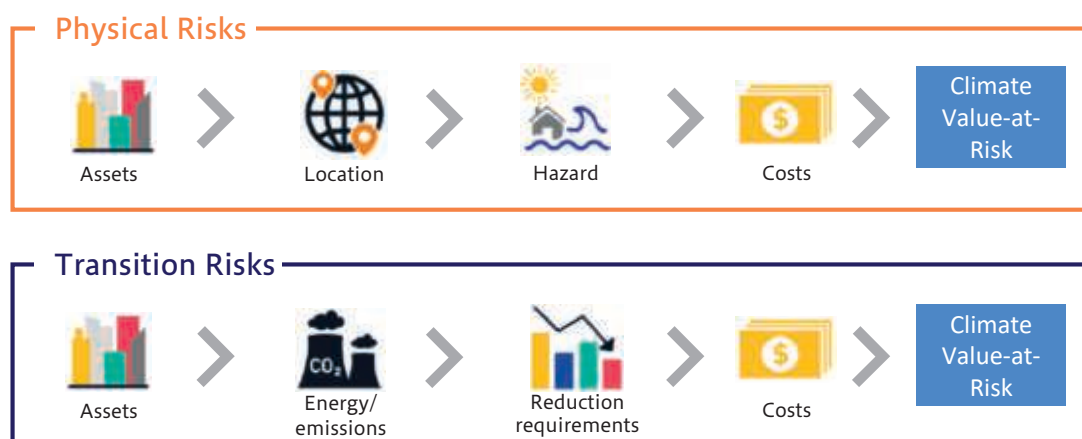 Physical Risks
Assets
Location
Hazard
$
Costs
Climate
Value-at-
Risk
Transition Risks
Assets
CO₂
Energy/
emissions
Reduction
requirements
$
Costs
Climate
Value-at-
Risk